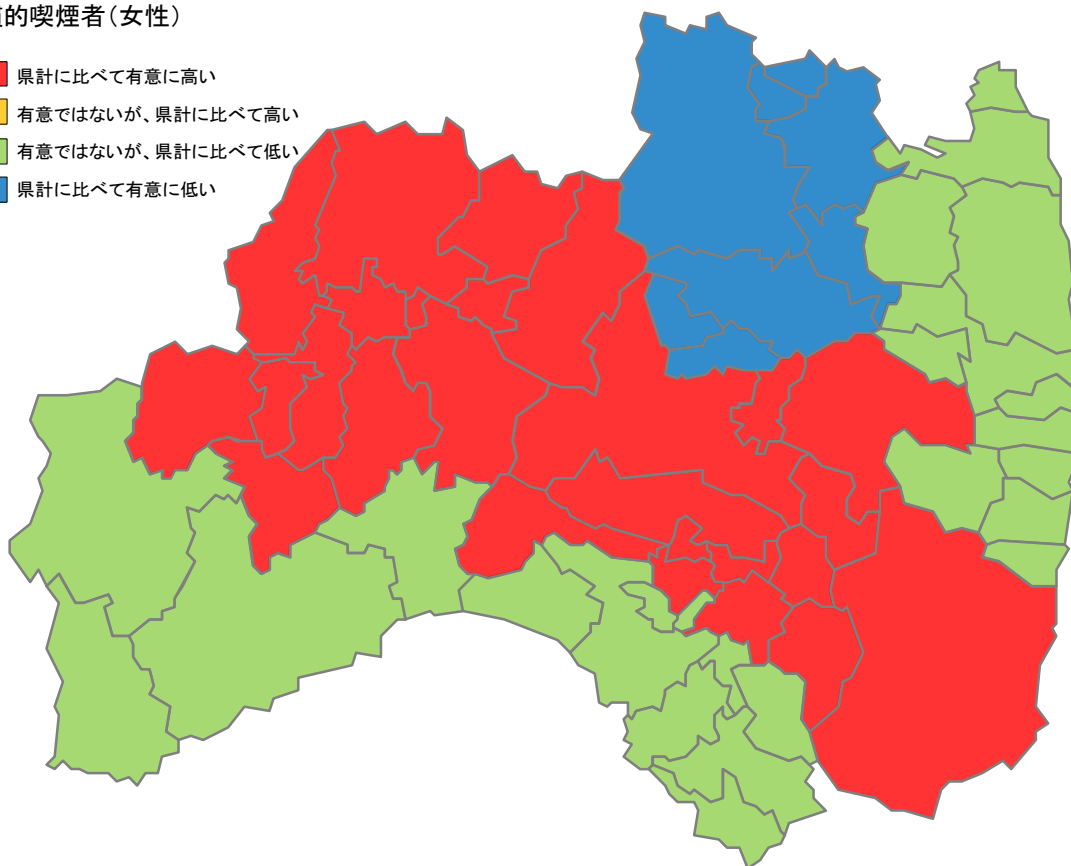 的喫煙者（女性）
県計に比べて有意に高い
有意ではないが、県計に比べて高い
有意ではないが、県計に比べて低い
県計に比べて有意に低い